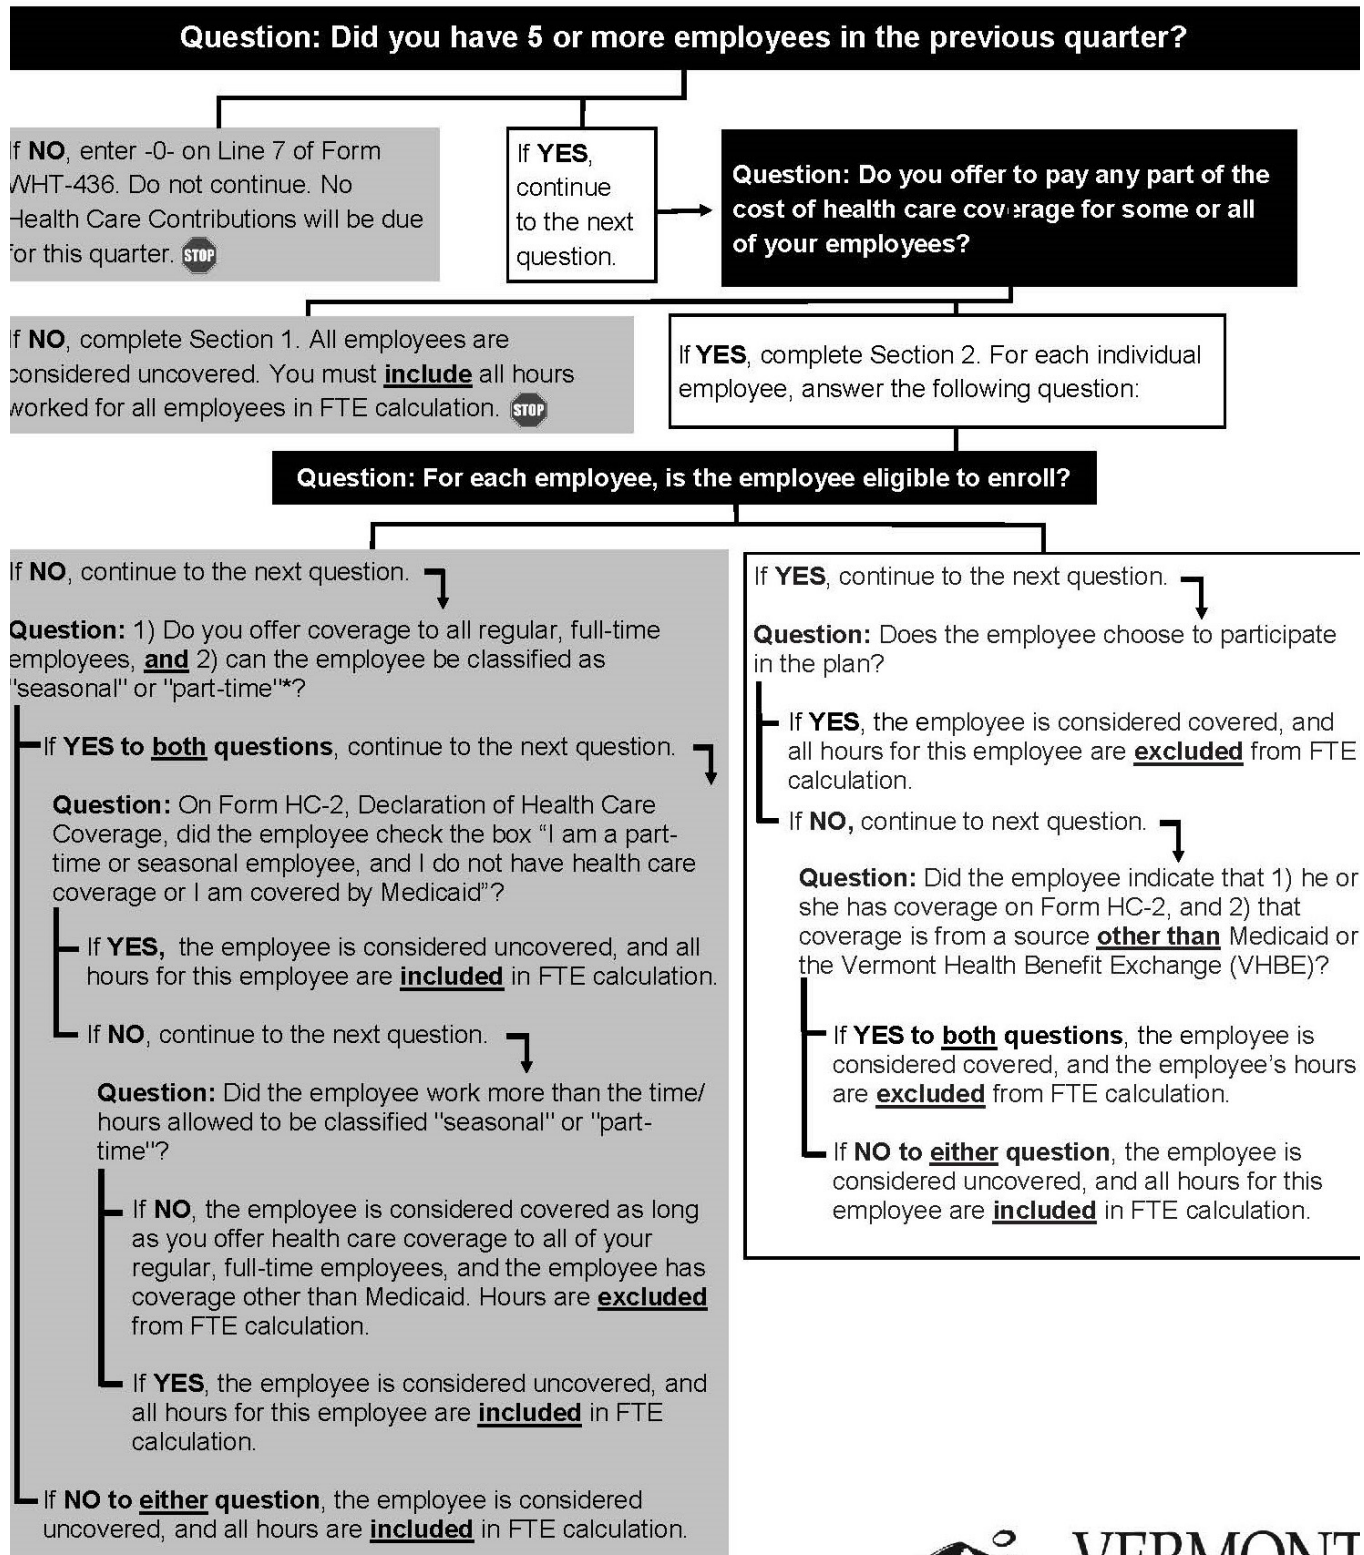 Question: Did you have 5 or more employees in the previous quarter?
If NO, enter -0- on Line 7 of Form
WHT-436. Do not continue. No
Health Care Contributions will be due
for this quarter. STOP
If YES,
continue
to the next
question.
Question: Do you offer to pay any part of the
cost of health care coverage for some or all
of your employees?
If NO, complete Section 1. All employees are
considered uncovered. You must include all hours
worked for all employees in FTE calculation. STOP
If YES, complete Section 2. For each individual
employee, answer the following question:
Question: For each employee, is the employee eligible to enroll?
If NO, continue to the next question.
Question: 1) Do you offer coverage to all regular, full-time
employees, and 2) can the employee be classified as
"seasonal" or "part-time"*?
If YES to both questions, continue to the next question.
Question: On Form HC-2, Declaration of Health Care
Coverage, did the employee check the box “I am a part-
time or seasonal employee, and I do not have health care
coverage or I am covered by Medicaid”?
If YES, the employee is considered uncovered, and all
hours for this employee are included in FTE calculation.
If NO, continue to the next question.
Question: Did the employee work more than the time/
hours allowed to be classified "seasonal" or "part-
time"?
If NO, the employee is considered covered as long
as you offer health care coverage to all of your
regular, full-time employees, and the employee has
coverage other than Medicaid. Hours are excluded
from FTE calculation.
If YES, the employee is considered uncovered, and
all hours for this employee are included in FTE
calculation.
If NO to either question, the employee is considered
uncovered, and all hours are included in FTE calculation.
If YES, continue to the next question.
Question: Does the employee choose to participate
in the plan?
If YES, the employee is considered covered, and
all hours for this employee are excluded from FTE
calculation.
If NO, continue to next question.
Question: Did the employee indicate that 1) he or
she has coverage on Form HC-2, and 2) that
coverage is from a source other than Medicaid or
the Vermont Health Benefit Exchange (VHBE)?
If YES to both questions, the employee is
considered covered, and the employee’s hours
are excluded from FTE calculation.
If NO to either question, the employee is
considered uncovered, and all hours for this
employee are included in FTE calculation.
VERMONT